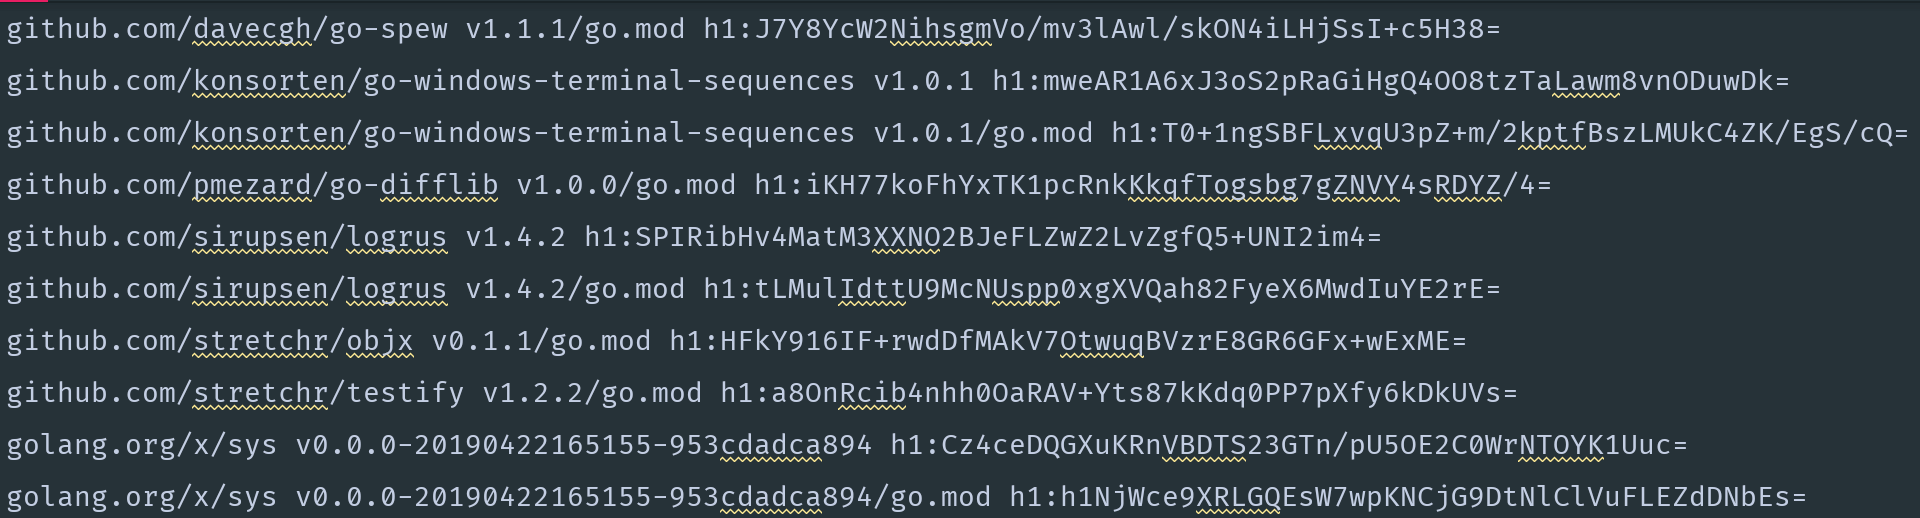 github.com/davecgh/go-spew v1.1.1/go.mod h1:J7Y8YcW2NihsgmVo/mv3lAwl/skON4iLHjSsI+c5H38=
github.com/konsorten/go-windows-terminal-sequences v1.0.1 h1:mweAR1A6xJ3oS2pRaGiHgQ4OO8tzTaLawm8vnODuwDk=
github.com/konsorten/go-windows-terminal-sequences v1.0.1/go.mod h1:T0+1ngSBFLxvqU3pZ+m/2kptfBszLMUkC4ZK/EgS/cQ=
github.com/pmezard/go-difflib v1.0.0/go.mod h1:iKH77koFhYxTK1pcRnkKkqfTogsbg7gZNVY4sRDYZ/4=
github.com/sirupsen/logrus v1.4.2 h1:SPIRibHv4MatM3XXNO2BJeFLZwZ2LvZgfQ5+UNI2im4=
github.com/sirupsen/logrus v1.4.2/go.mod h1:tLMulIdttU9McNUspp0xgXVQah82FyeX6MwdIuYE2rE=
github.com/stretchr/objx v0.1.1/go.mod h1:HFkY916IF+rwdDfMAkV7OtwuqBVzrE8GR6GFx+wExME=
github.com/stretchr/testify v1.2.2/go.mod h1:a8OnRcib4nhh0OaRAV+Yts87kKdq0PP7pXfy6kDkUVs=
golang.org/x/sys v0.0.0-20190422165155-953cdadca894 h1:Cz4ceDQGXuKRnVBDTS23GTn/pU5OE2C0WrNTOYK1Uuc=
golang.org/x/sys v0.0.0-20190422165155-953cdadca894/go.mod h1:h1NjWce9XRLGQEsW7wpKNCjG9DtNlClVuFLEZdDNbEs=